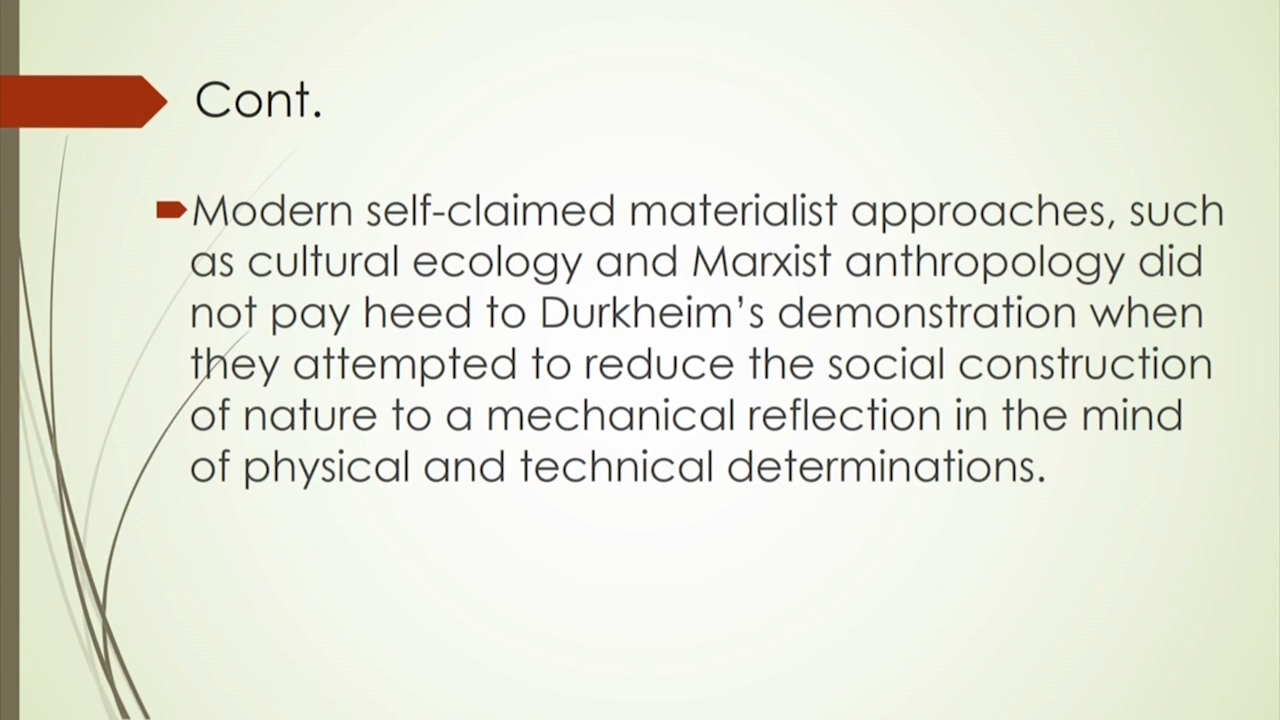 Cont.
Modern self-claimed materialist approaches, such
as cultural ecology and Marxist anthropology did
not pay heed to Durkheim's demonstration when
they attempted to reduce the social construction
of nature to a mechanical reflection in the mind
of physical and technical determinations.